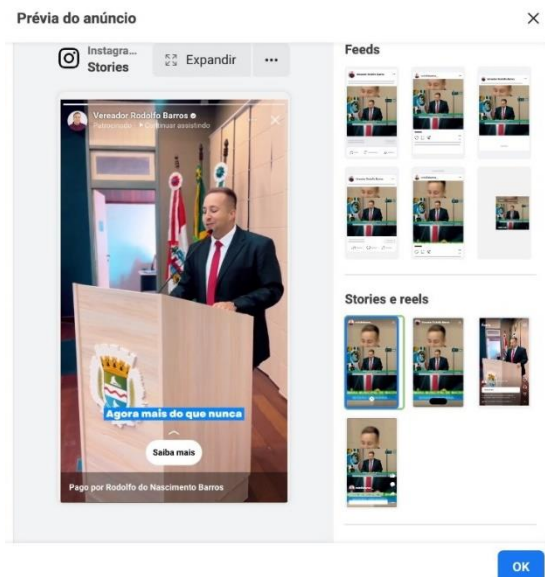 Prévia do anúncio
Instagra...
Stories
Expandir
Feeds
Vereador Rodolfo Barros
Patrocinado • Continuar assistindo
Agora mais do que nunca
Saiba mais
Pago por Rodolfo do Nascimento Barros
Stories e reels
OK